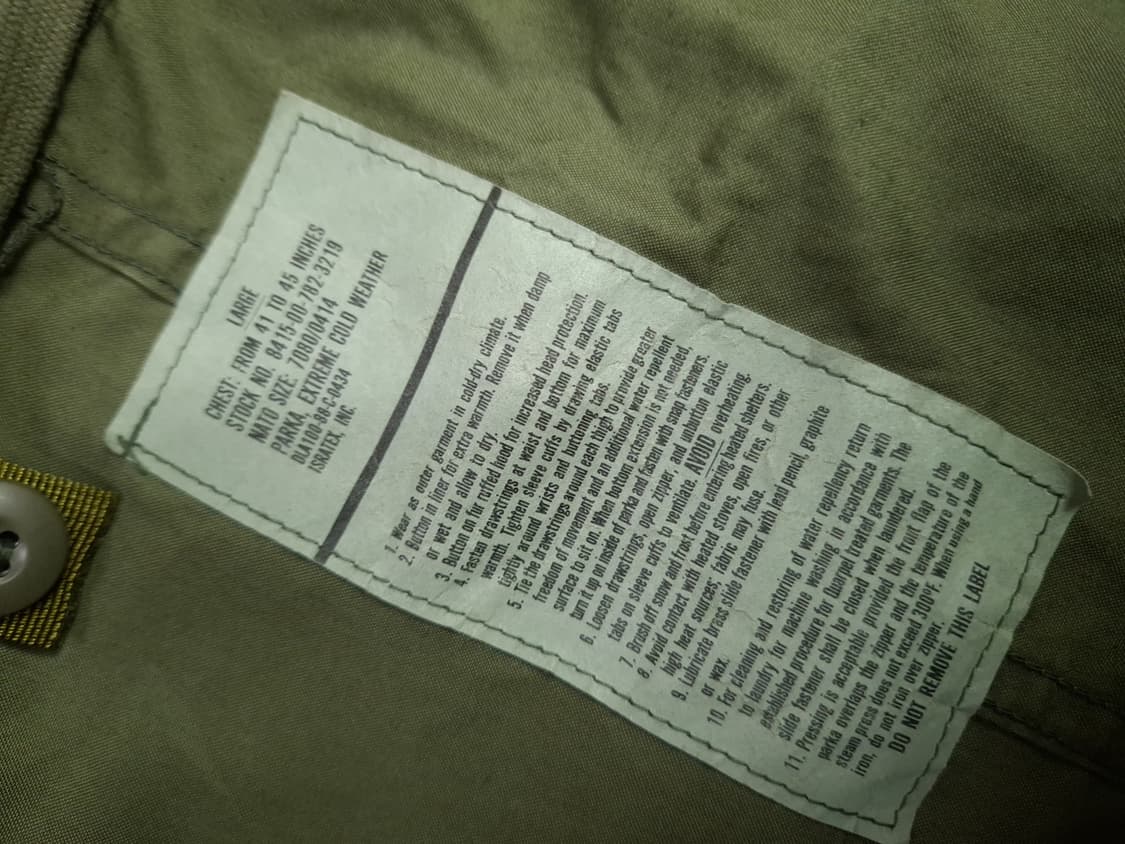 LARGE
CHEST: FROM 41 TO 45 INCHES
STOCK NO. 8415-00-782-3219
NATO SIZE: 7080/0414
PARKA, EXTREME COLD WEATHER
DLA100-88-C-0434
ISRATEX, INC.
1. Wear as outer garment in cold-dry climate.
2. Button in liner for extra warmth. Remove it when damp
or wet and allow to dry.
3. Button on fur ruffed hood for increased head protection.
4. Fasten drawstrings at waist and bottom for maximum
warmth. Tighten sleeve cuffs by drawing elastic tabs
tightly around wrists and buttoning tabs.
5. Tie the drawstrings around each thigh to provide greater
freedom of movement and an additional water repellent
surface to sit on. When bottom extension is not needed
turn it up on inside of parka and fasten with snap fasteners.
6. Loosen drawstrings, open zipper, and unbutton elastic
tabs on sleeve cuffs to ventilate. AVOID overheating.
7. Brush off snow and frost before entering heated shelters.
8. Avoid contact with heated stoves, open fires, or other
high heat sources; fabric may fuse.
9. Lubricate brass slide fastener with lead pencil, graphite
or wax.
10. For cleaning and restoring of water repellency return
to laundry for machine washing in accordance with
established procedure for Quarpel treated garments. The
slide fastener shall be closed when laundered.
11. Pressing is acceptable provided the fruit flap of the
parka overlaps the zipper and the temperature of the
steam press does not exceed 300°F. When using a hand
iron, do not iron over zipper.
DO NOT REMOVE THIS LABEL